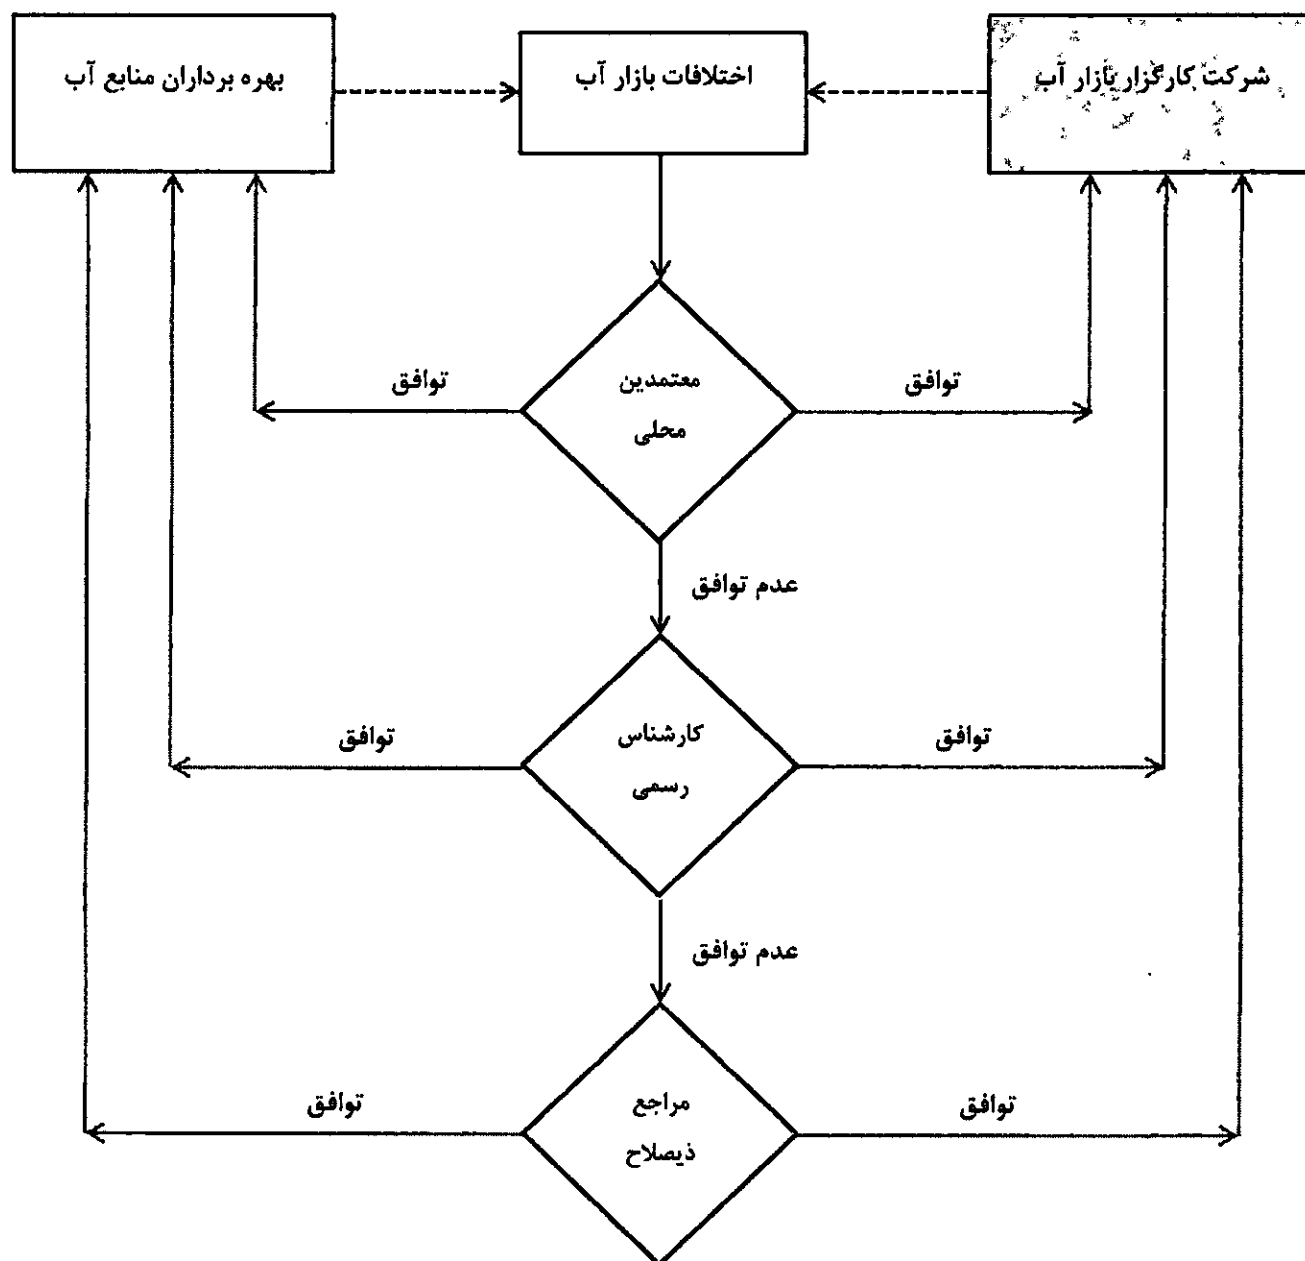 شرکت کارگزار بازار آب
اختلافات بازار آب
بهره برداران منابع آب
معتمدین
محلی
توافق
توافق
عدم توافق
کارشناس
رسمی
توافق
توافق
عدم توافق
مراجع
ذیصلاح
توافق
توافق